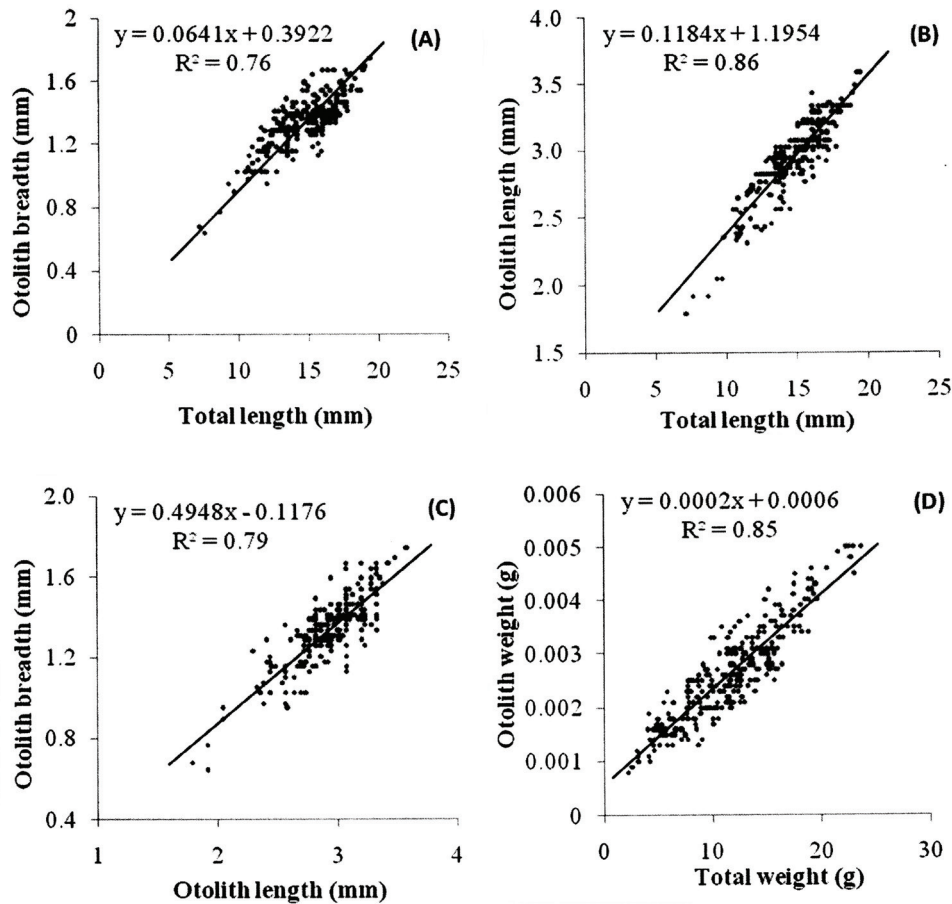 y = 0.0641x + 0.3922
R² = 0.76
(A)
2
1.6
1.2
0.8
0.4
0
Otolith breadth (mm)
0 5 10 15 20 25
Total length (mm)
y = 0.1184x + 1.1954
R² = 0.86
(B)
4.0
3.5
3.0
2.5
2.0
1.5
Otolith length (mm)
0 5 10 15 20 25
Total length (mm)
y = 0.4948x - 0.1176
R² = 0.79
(C)
2.0
1.6
1.2
0.8
0.4
Otolith breadth (mm)
1 2 3 4
Otolith length (mm)
y = 0.0002x + 0.0006
R² = 0.85
(D)
0.006
0.005
0.004
0.003
0.002
0.001
0
Otolith weight (g)
0 10 20 30
Total weight (g)